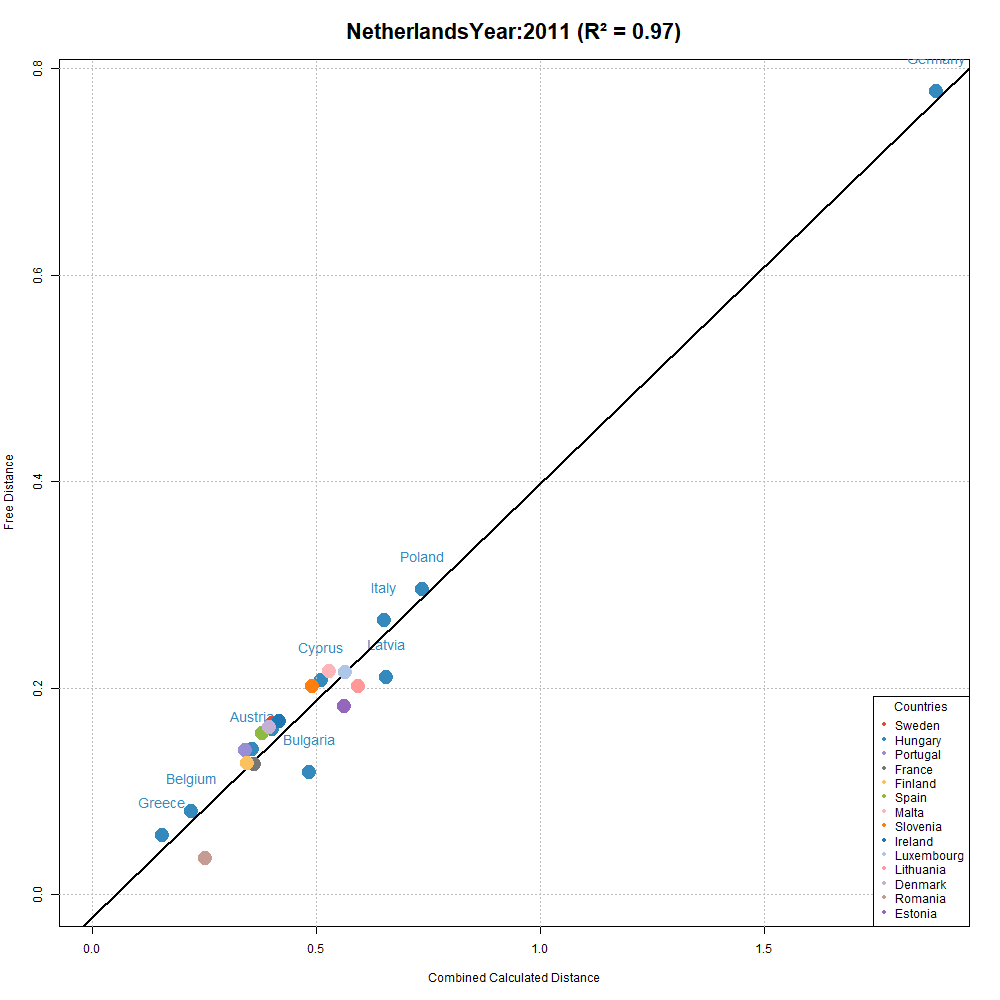 NetherlandsYear:2011 (R² = 0.97)
Germany
0.8
0.6
0.4
0.2
0.0
Free Distance
Poland
Italy
Latvia
Cyprus
Austria
Bulgaria
Belgium
Greece
Countries
Sweden
Hungary
Portugal
France
Finland
Spain
Malta
Slovenia
Ireland
Luxembourg
Lithuania
Denmark
Romania
Estonia
0.0 0.5 1.0 1.5
Combined Calculated Distance